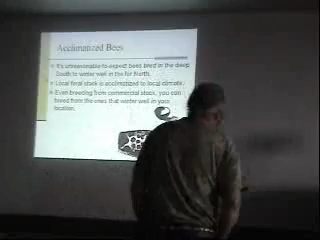 Acclimatized Bees
It's unreasonable to expect bees bred in the deep
South to winter well in the far North.
Local feral stock is acclimatized to local climate.
Even breeding from commercial stock, you can
breed from the ones that winter well in your
location.